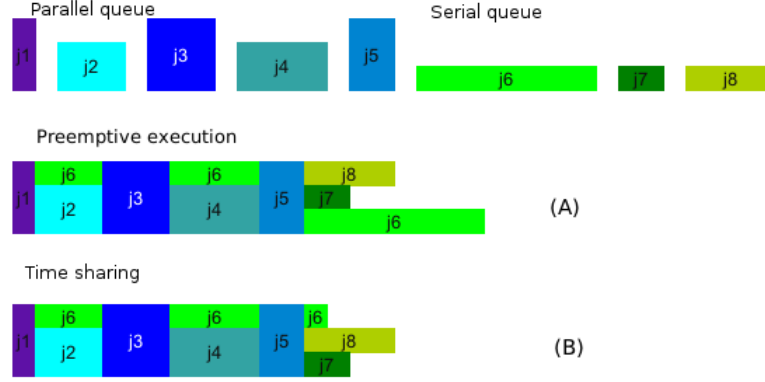 Parallel queue
Serial queue
j1 j2 j3 j4 j5 j6 j7 j8
Preemptive execution
j6 j6 j8
j1 j2 j3 j4 j5 j7
j6
(A)
Time sharing
j6 j6 j6
j1 j2 j3 j4 j5 j8
j7
(B)